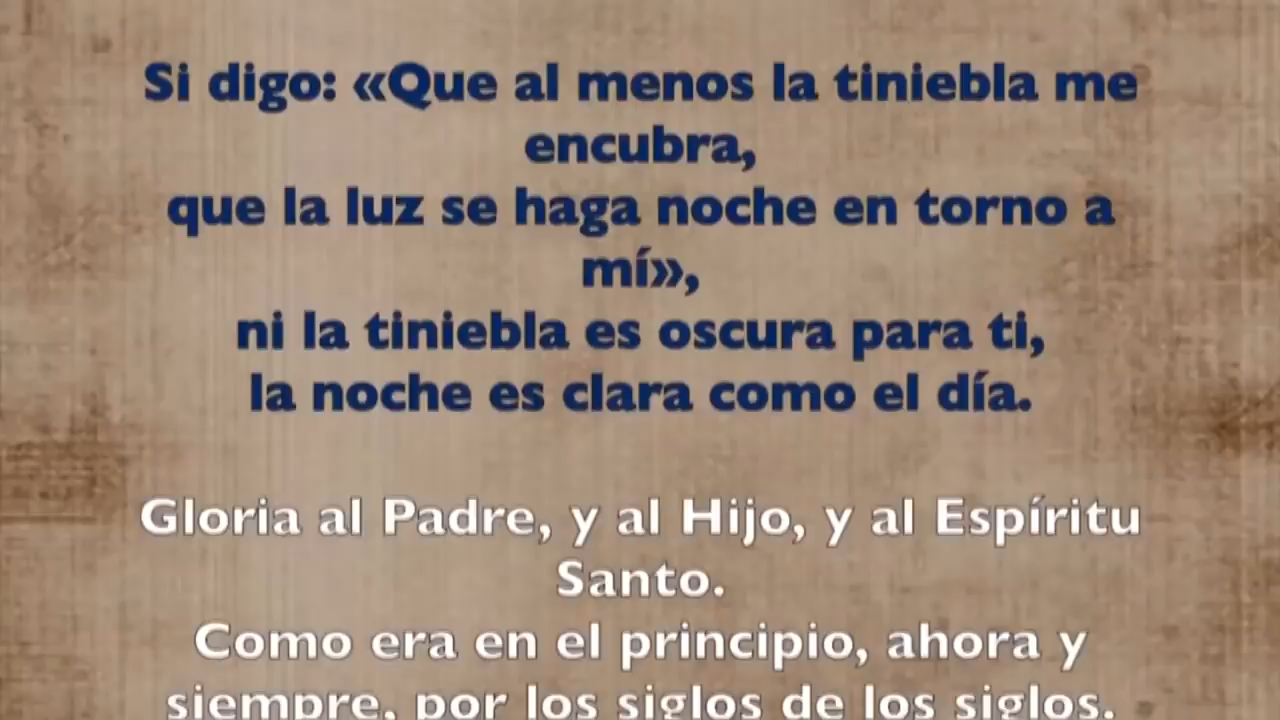 Si digo: «Que al menos la tiniebla me
encubra,
que la luz se haga noche en torno a
mí»,
ni la tiniebla es oscura para ti,
la noche es clara como el día.
Gloria al Padre, y al Hijo, y al Espíritu
Santo.
Como era en el principio, ahora y
siempre, por los siglos de los siglos.